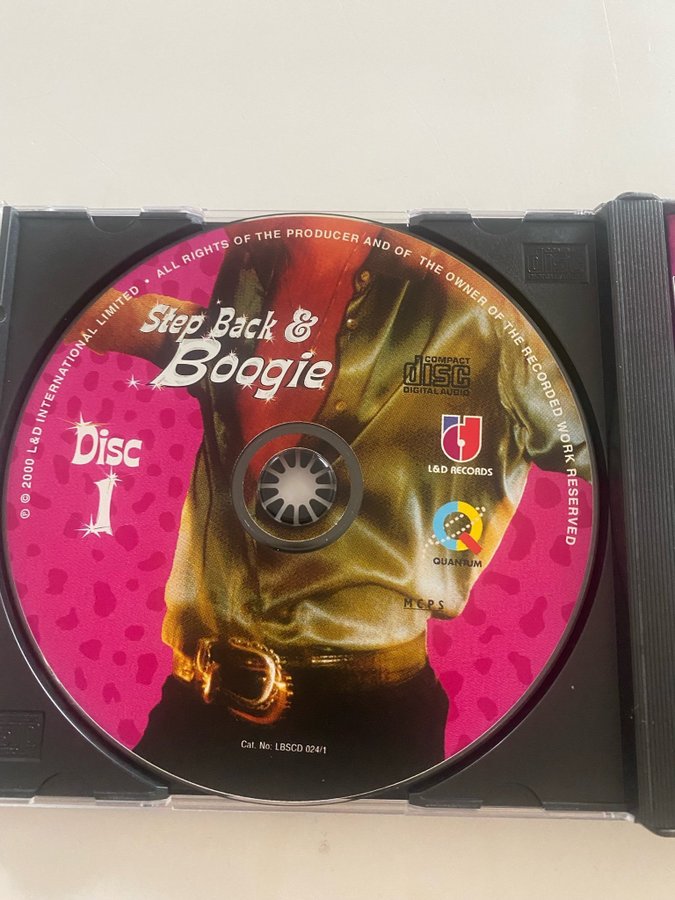 ℗ © 2000 L&D INTERNATIONAL LIMITED • ALL RIGHTS OF THE PRODUCER AND OF THE OWNER OF THE RECORDED WORK RESERVED
Step Back &
Boogie
Disc
1
COMPACT
disc
DIGITAL AUDIO
L&D RECORDS
QUANTUM
MCPS
Cat. No: LBSCD 024/1